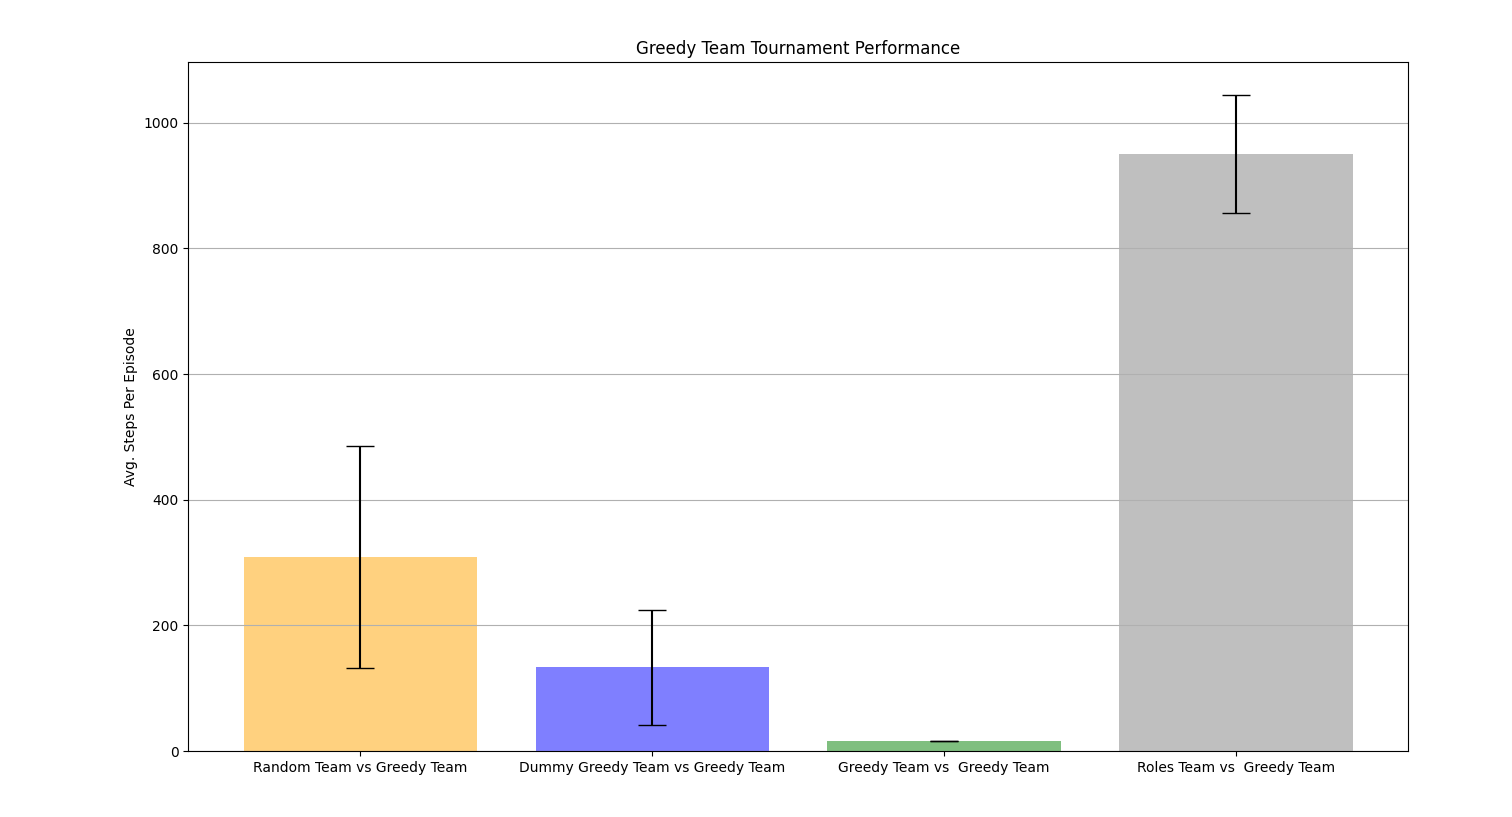 Greedy Team Tournament Performance
Avg. Steps Per Episode
1000
800
600
400
200
0
Random Team vs Greedy Team
Dummy Greedy Team vs Greedy Team
Greedy Team vs  Greedy Team
Roles Team vs  Greedy Team